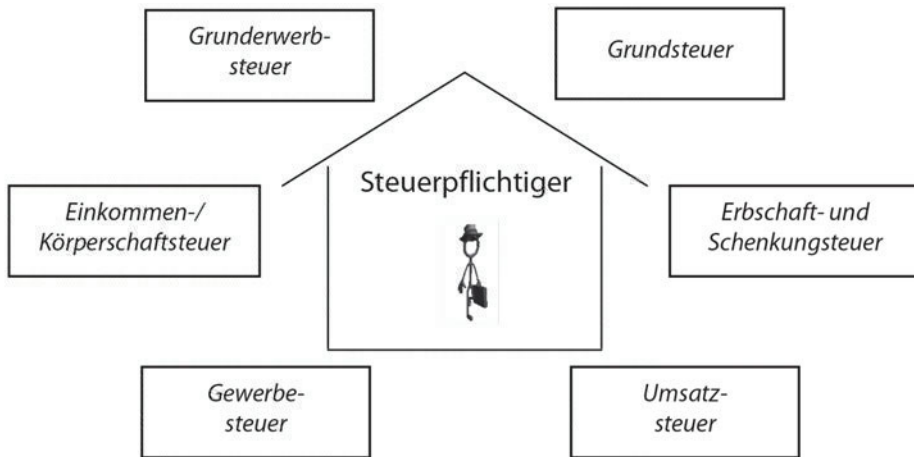 Grunderwerb-
steuer
Grundsteuer
Steuerpflichtiger
Einkommen-/
Körperschaftsteuer
Erbschaft- und
Schenkungsteuer
Gewerbe-
steuer
Umsatz-
steuer